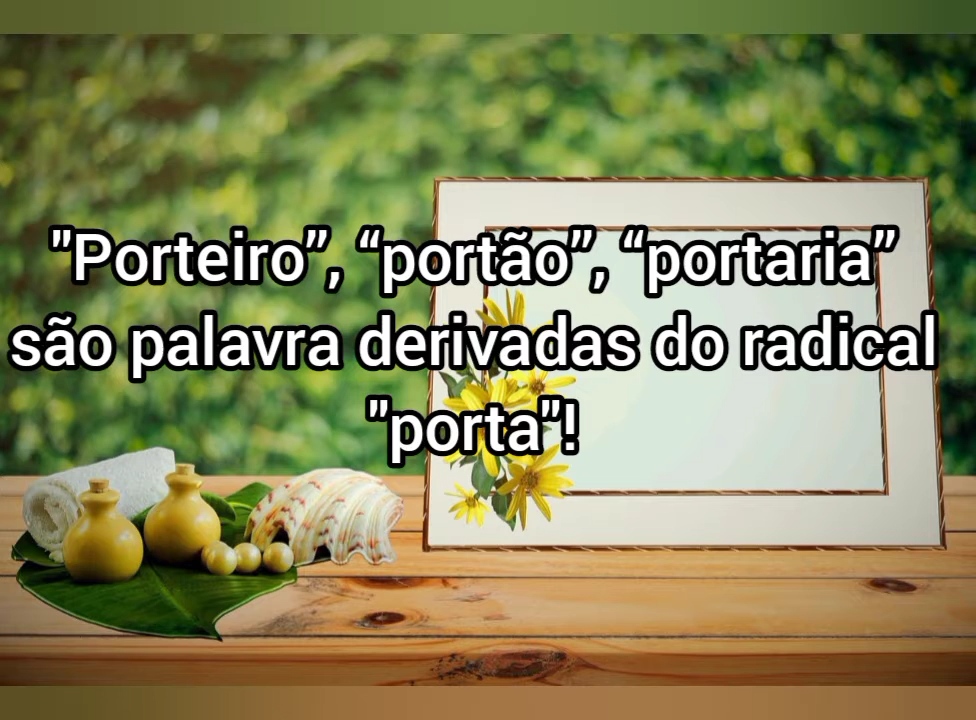 "Porteiro”, “portão”, “portaria”
são palavra derivadas do radical
"porta"!